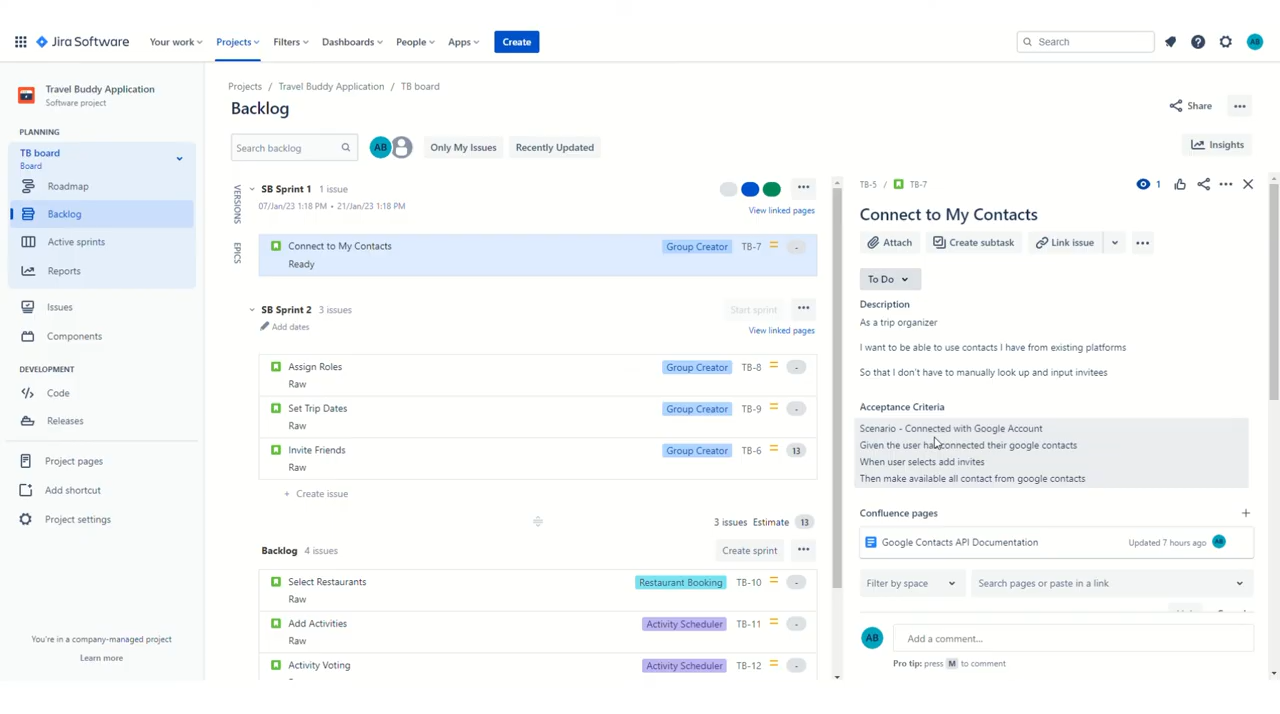 Jira Software
Your work
Projects
Filters
Dashboards
People
Apps
Create
Search
AB
Travel Buddy Application
Software project
PLANNING
TB board
Board
Roadmap
Backlog
Active sprints
Reports
Issues
Components
DEVELOPMENT
Code
Releases
Project pages
Add shortcut
Project settings
You're in a company-managed project
Learn more
Projects / Travel Buddy Application / TB board
Backlog
Share
Search backlog
AB
Only My Issues
Recently Updated
Insights
VERSIONS
EPICS
SB Sprint 1 1 issue
07/Jan/23 1:18 PM • 21/Jan/23 1:18 PM
View linked pages
Connect to My Contacts Group Creator TB-7 -
Ready
SB Sprint 2 3 issues Start sprint
Add dates View linked pages
Assign Roles Group Creator TB-8 -
Raw
Set Trip Dates Group Creator TB-9 -
Raw
Invite Friends Group Creator TB-6 13
Raw
+ Create issue
3 issues Estimate 13
Backlog 4 issues Create sprint
Select Restaurants Restaurant Booking TB-10 -
Raw
Add Activities Activity Scheduler TB-11 -
Raw
Activity Voting Activity Scheduler TB-12 -
TB-5 / TB-7 1
Connect to My Contacts
Attach
Create subtask
Link issue
To Do
Description
As a trip organizer
I want to be able to use contacts I have from existing platforms
So that I don't have to manually look up and input invitees
Acceptance Criteria
Scenario - Connected with Google Account
Given the user has connected their google contacts
When user selects add invites
Then make available all contact from google contacts
Confluence pages
Google Contacts API Documentation Updated 7 hours ago AB
Filter by space
Search pages or paste in a link
AB Add a comment...
Pro tip: press M to comment